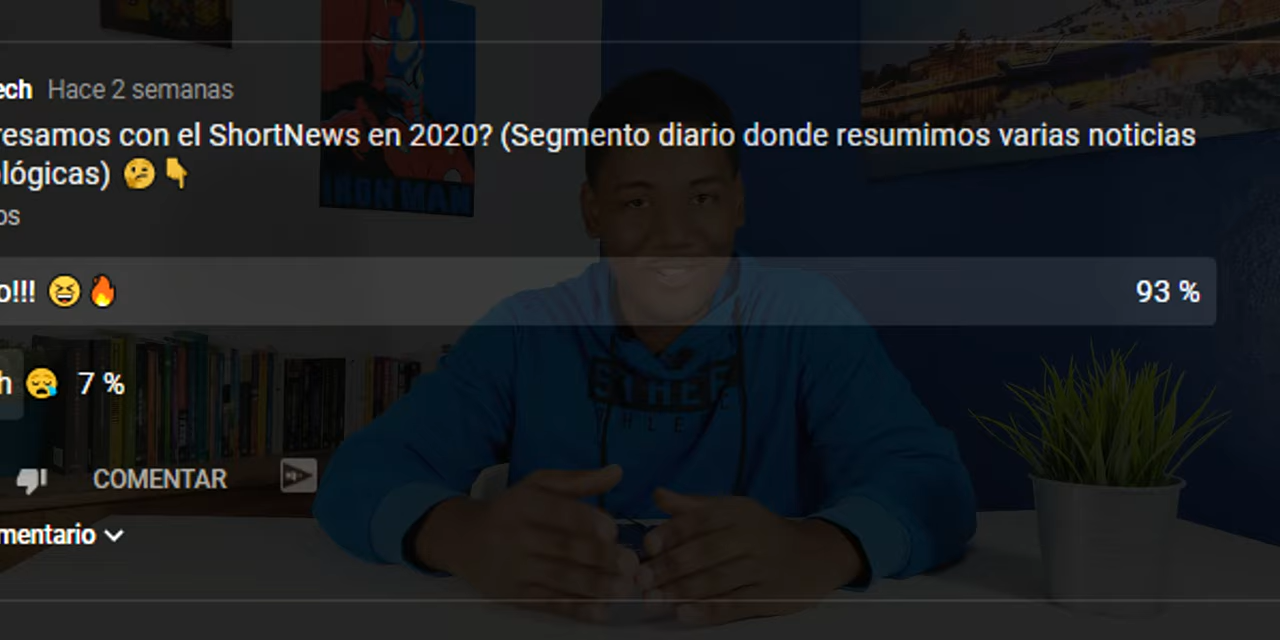 ech Hace 2 semanas
resamos con el ShortNews en 2020? (Segmento diario donde resumimos varias noticias
lógicas) 🤔👇
os
o!!! 😆🔥 93 %
h 😪 7 %
COMENTAR
mentario
IRON MAN